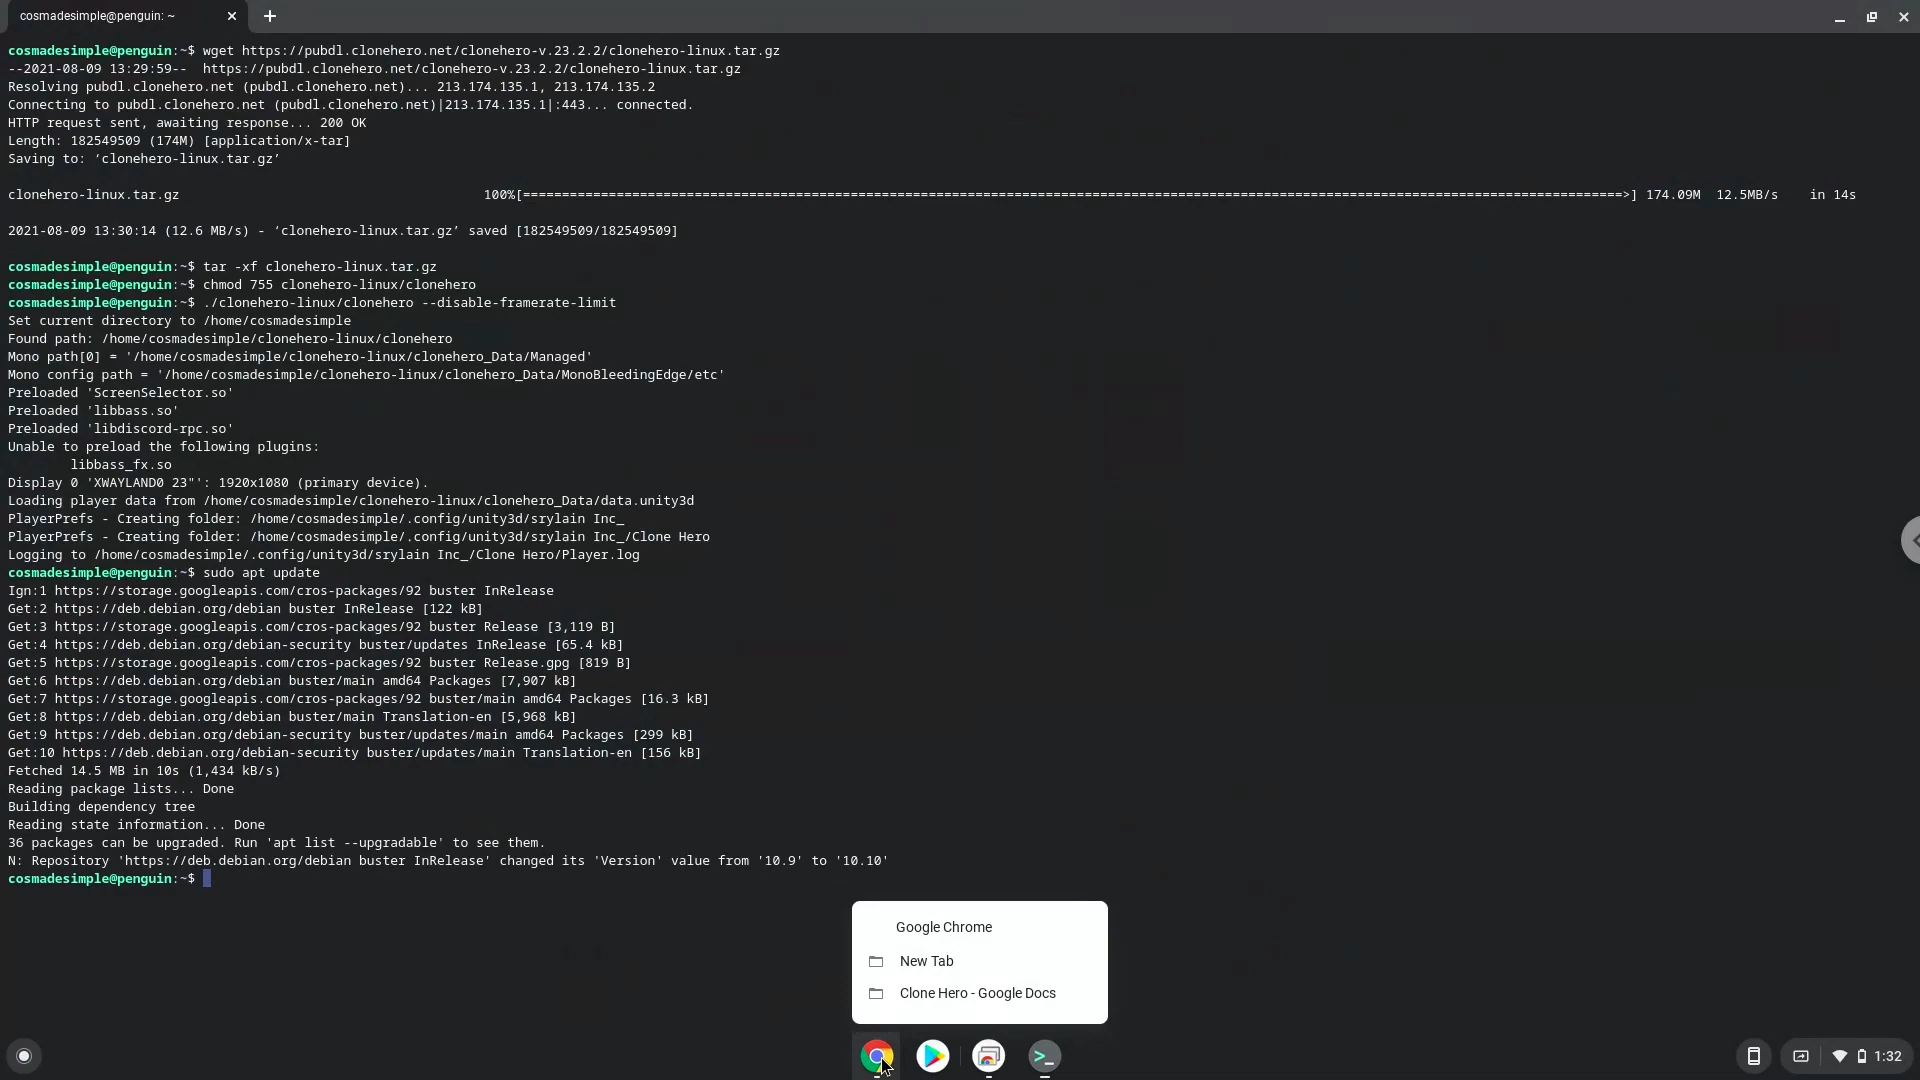 cosmadesimple@penguin: ~
cosmadesimple@penguin:~$ wget https://pubdl.clonehero.net/clonehero-v.23.2.2/clonehero-linux.tar.gz
--2021-08-09 13:29:59--  https://pubdl.clonehero.net/clonehero-v.23.2.2/clonehero-linux.tar.gz
Resolving pubdl.clonehero.net (pubdl.clonehero.net)... 213.174.135.1, 213.174.135.2
Connecting to pubdl.clonehero.net (pubdl.clonehero.net)|213.174.135.1|:443... connected.
HTTP request sent, awaiting response... 200 OK
Length: 182549509 (174M) [application/x-tar]
Saving to: ‘clonehero-linux.tar.gz’
clonehero-linux.tar.gz 100%[=============================================================================================================================================>] 174.09M 12.5MB/s in 14s
2021-08-09 13:30:14 (12.6 MB/s) - ‘clonehero-linux.tar.gz’ saved [182549509/182549509]
cosmadesimple@penguin:~$ tar -xf clonehero-linux.tar.gz
cosmadesimple@penguin:~$ chmod 755 clonehero-linux/clonehero
cosmadesimple@penguin:~$ ./clonehero-linux/clonehero --disable-framerate-limit
Set current directory to /home/cosmadesimple
Found path: /home/cosmadesimple/clonehero-linux/clonehero
Mono path[0] = '/home/cosmadesimple/clonehero-linux/clonehero_Data/Managed'
Mono config path = '/home/cosmadesimple/clonehero-linux/clonehero_Data/MonoBleedingEdge/etc'
Preloaded 'ScreenSelector.so'
Preloaded 'libbass.so'
Preloaded 'libdiscord-rpc.so'
Unable to preload the following plugins:
libbass_fx.so
Display 0 'XWAYLAND0 23"': 1920x1080 (primary device).
Loading player data from /home/cosmadesimple/clonehero-linux/clonehero_Data/data.unity3d
PlayerPrefs - Creating folder: /home/cosmadesimple/.config/unity3d/srylain Inc_
PlayerPrefs - Creating folder: /home/cosmadesimple/.config/unity3d/srylain Inc_/Clone Hero
Logging to /home/cosmadesimple/.config/unity3d/srylain Inc_/Clone Hero/Player.log
cosmadesimple@penguin:~$ sudo apt update
Ign:1 https://storage.googleapis.com/cros-packages/92 buster InRelease
Get:2 https://deb.debian.org/debian buster InRelease [122 kB]
Get:3 https://storage.googleapis.com/cros-packages/92 buster Release [3,119 B]
Get:4 https://deb.debian.org/debian-security buster/updates InRelease [65.4 kB]
Get:5 https://storage.googleapis.com/cros-packages/92 buster Release.gpg [819 B]
Get:6 https://deb.debian.org/debian buster/main amd64 Packages [7,907 kB]
Get:7 https://storage.googleapis.com/cros-packages/92 buster/main amd64 Packages [16.3 kB]
Get:8 https://deb.debian.org/debian buster/main Translation-en [5,968 kB]
Get:9 https://deb.debian.org/debian-security buster/updates/main amd64 Packages [299 kB]
Get:10 https://deb.debian.org/debian-security buster/updates/main Translation-en [156 kB]
Fetched 14.5 MB in 10s (1,434 kB/s)
Reading package lists... Done
Building dependency tree
Reading state information... Done
36 packages can be upgraded. Run 'apt list --upgradable' to see them.
N: Repository 'https://deb.debian.org/debian buster InRelease' changed its 'Version' value from '10.9' to '10.10'
cosmadesimple@penguin:~$
Google Chrome
New Tab
Clone Hero - Google Docs
1:32